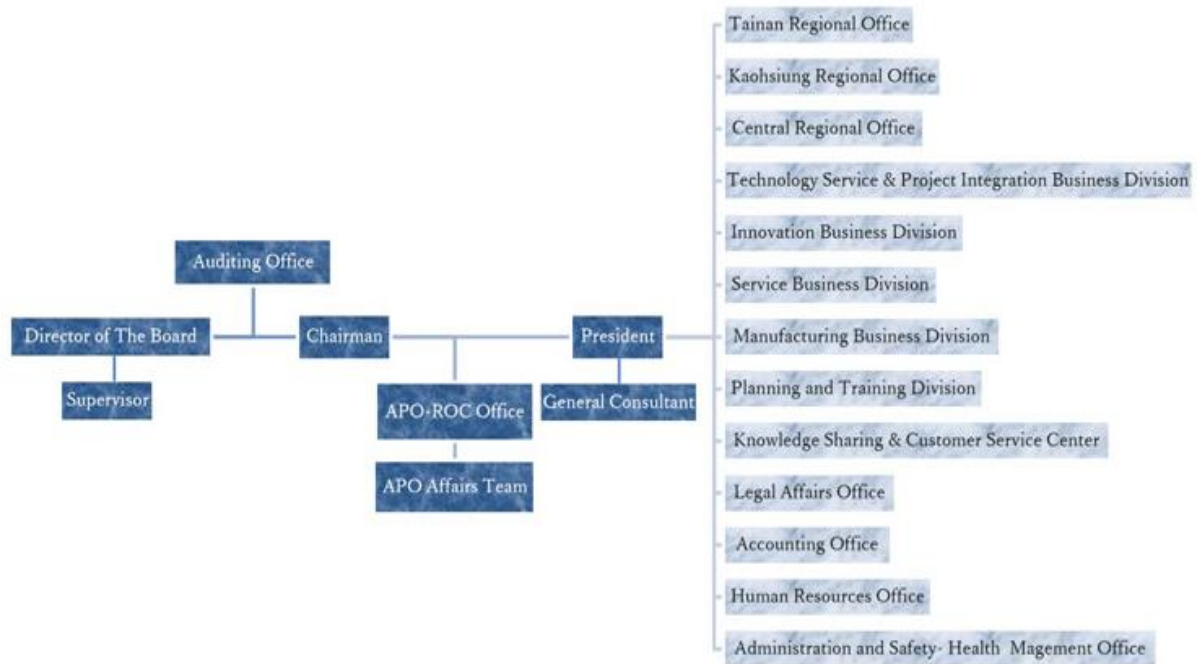 Auditing Office
Director of The Board
Chairman
President
Supervisor
APO·ROC Office
General Consultant
APO Affairs Team
Tainan Regional Office
Kaohsiung Regional Office
Central Regional Office
Technology Service & Project Integration Business Division
Innovation Business Division
Service Business Division
Manufacturing Business Division
Planning and Training Division
Knowledge Sharing & Customer Service Center
Legal Affairs Office
Accounting Office
Human Resources Office
Administration and Safety- Health Magement Office